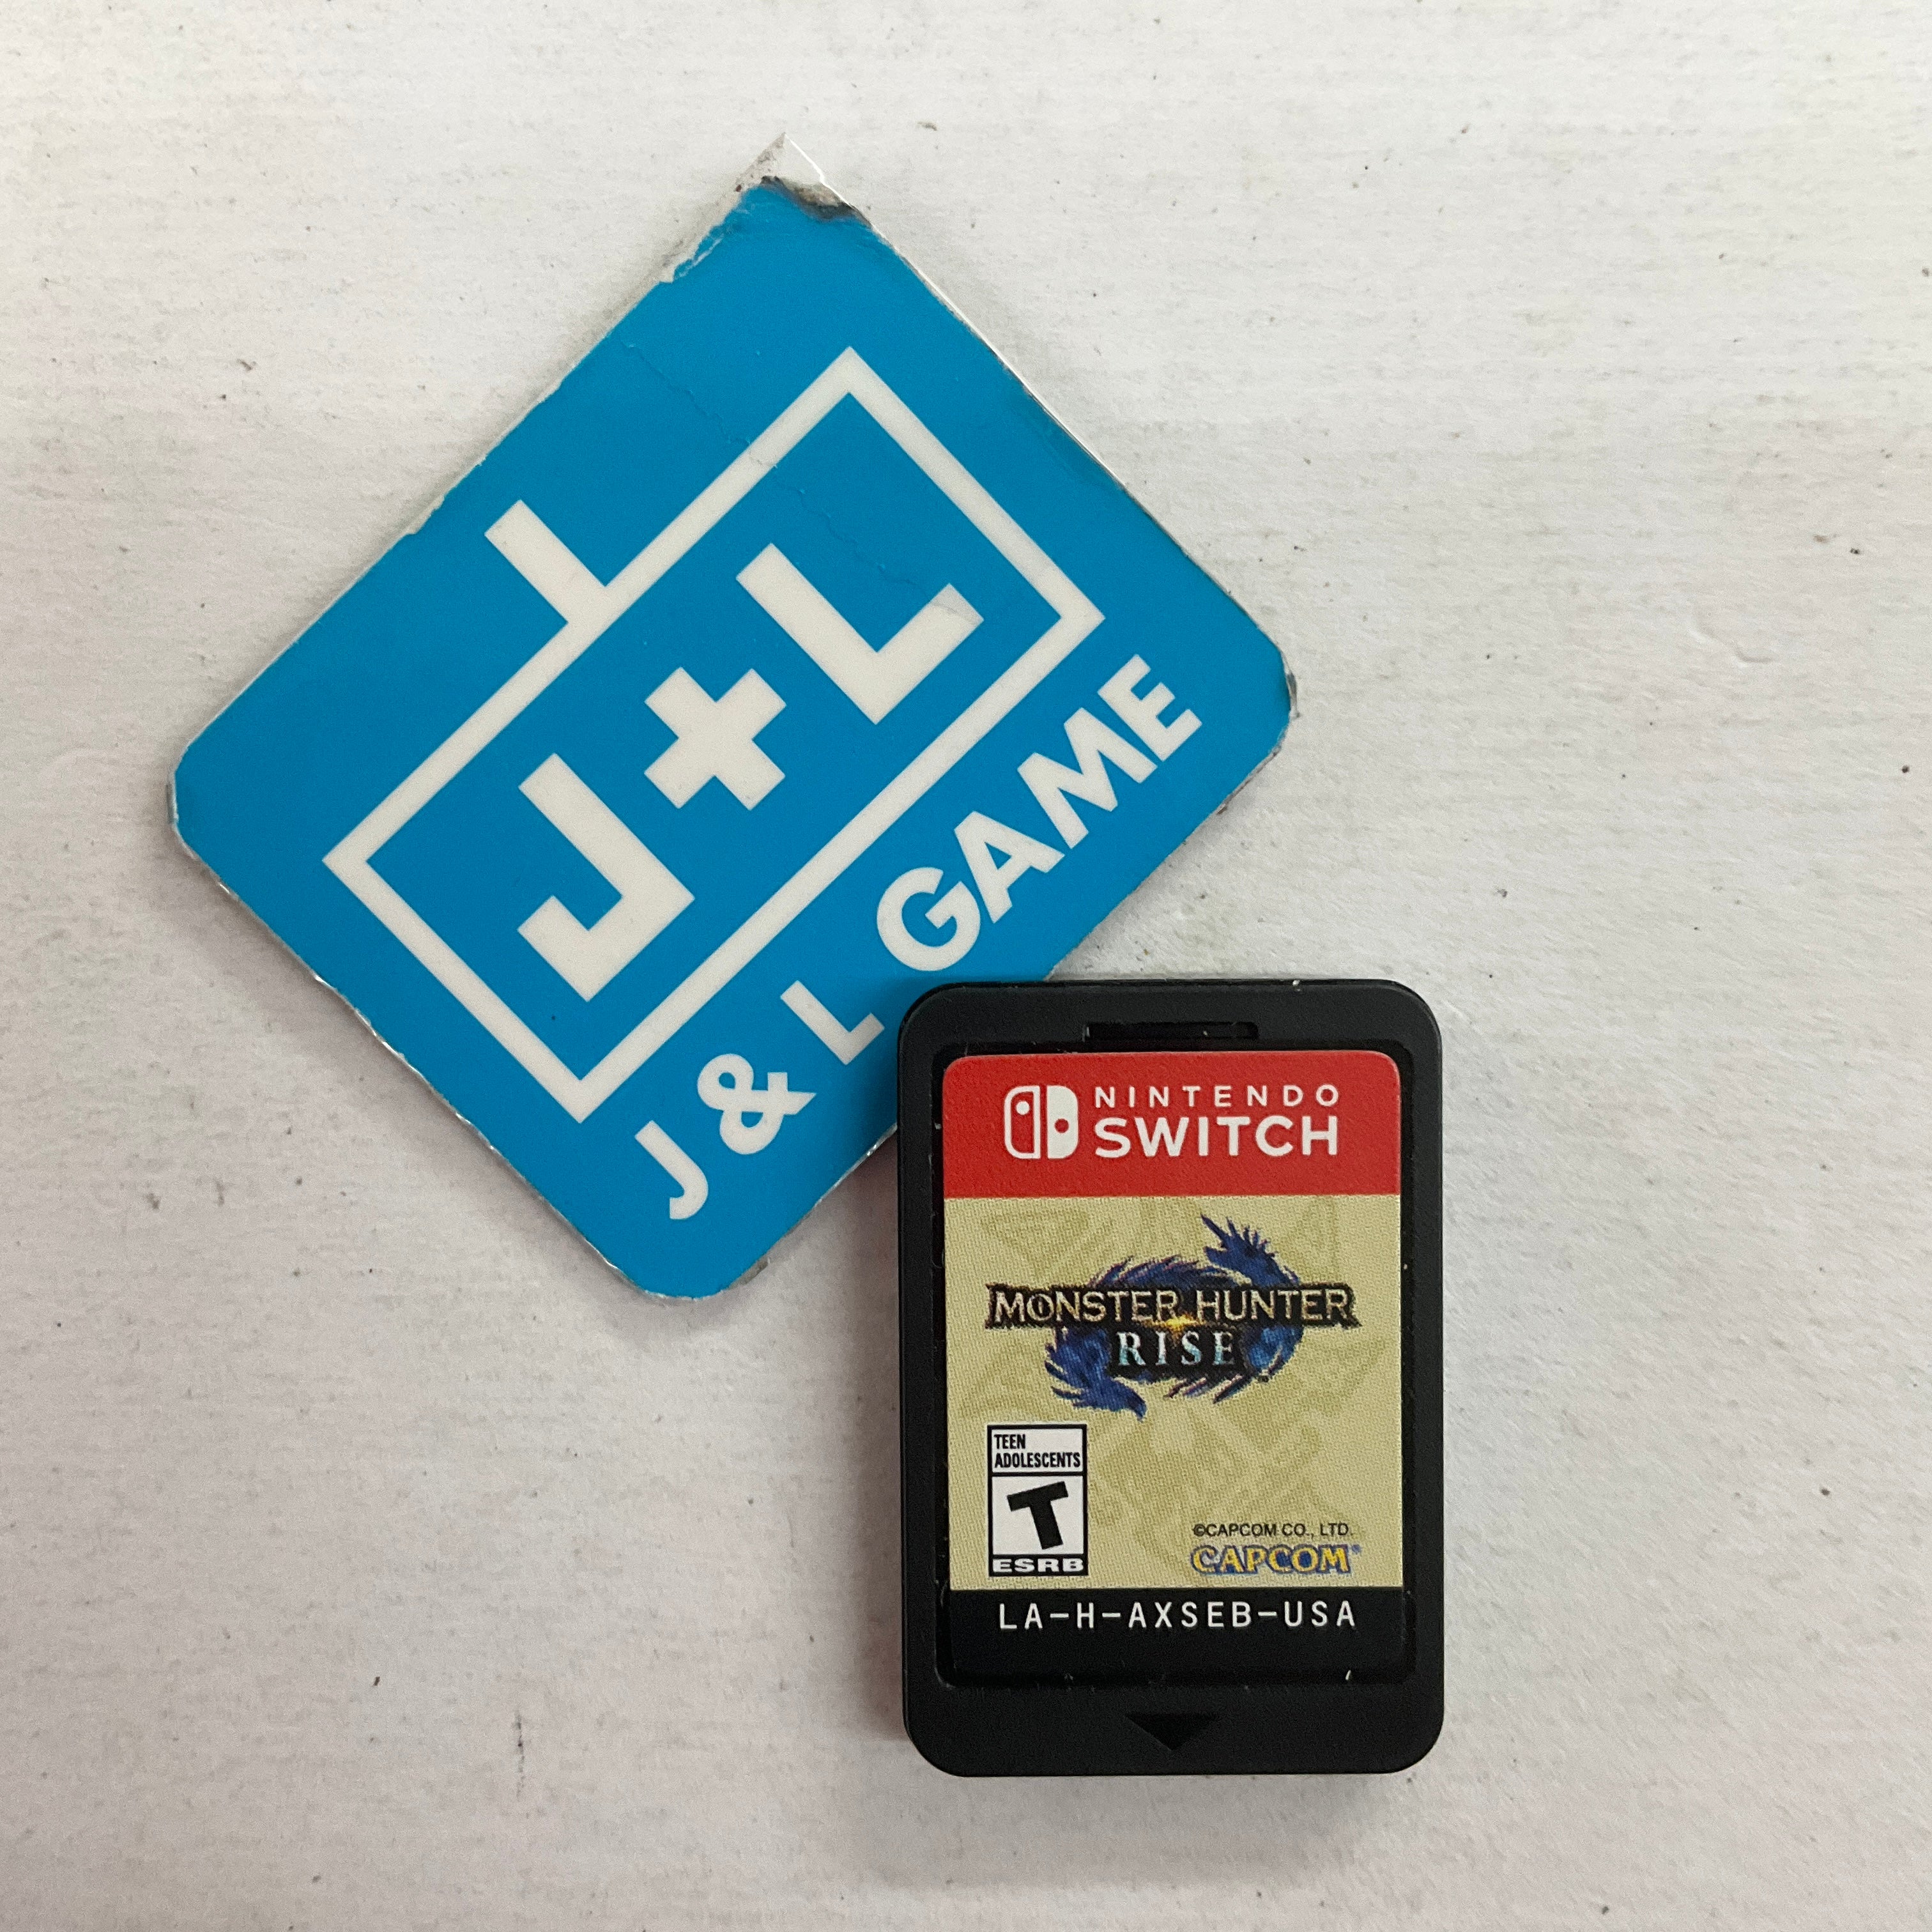 J+L
J & L GAME
NINTENDO
SWITCH
MONSTER HUNTER
RISE
TEEN
ADOLESCENTS
T
ESRB
©CAPCOM CO., LTD.
CAPCOM®
LA-H-AXSEB-USA